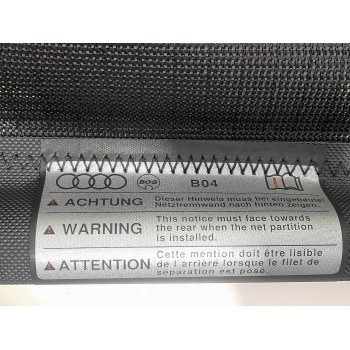 BOS B04
ACHTUNG Dieser Hinweis muss bei eingebauter
Netztrennwand nach hinten zeigen.
WARNING This notice must face towards
the rear when the net partition
is installed.
ATTENTION Cette mention doit être lisible
de l'arrière lorsque le filet de
séparation est posé.